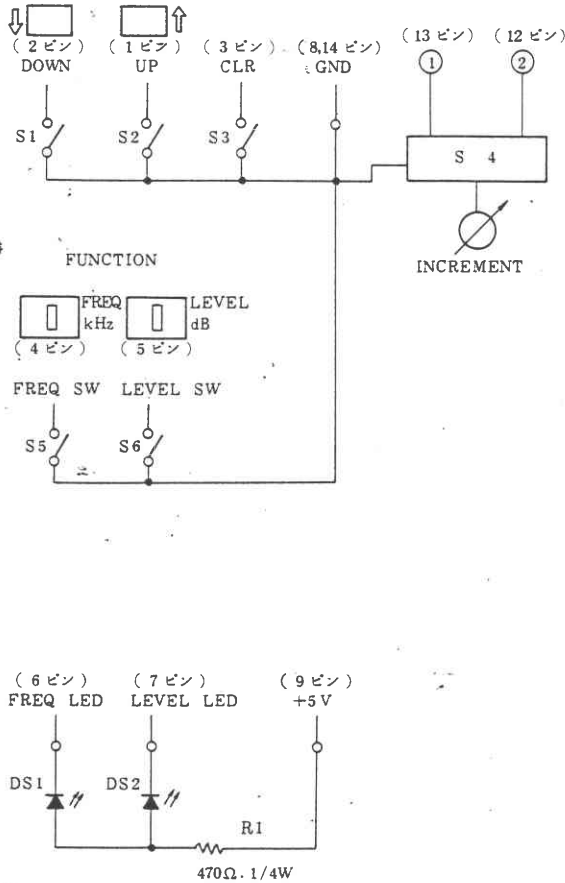 (2ピン) (1ピン) (3ピン) (8,14ピン) (13ピン) (12ピン)
DOWN UP CLR GND 1 2
S1 S2 S3 S 4
INCREMENT
FUNCTION
FREQ LEVEL
kHz dB
(4ピン) (5ピン)
FREQ SW LEVEL SW
S5 S6
(6ピン) (7ピン) (9ピン)
FREQ LED LEVEL LED +5V
DS1 DS2
R1
470Ω. 1/4W